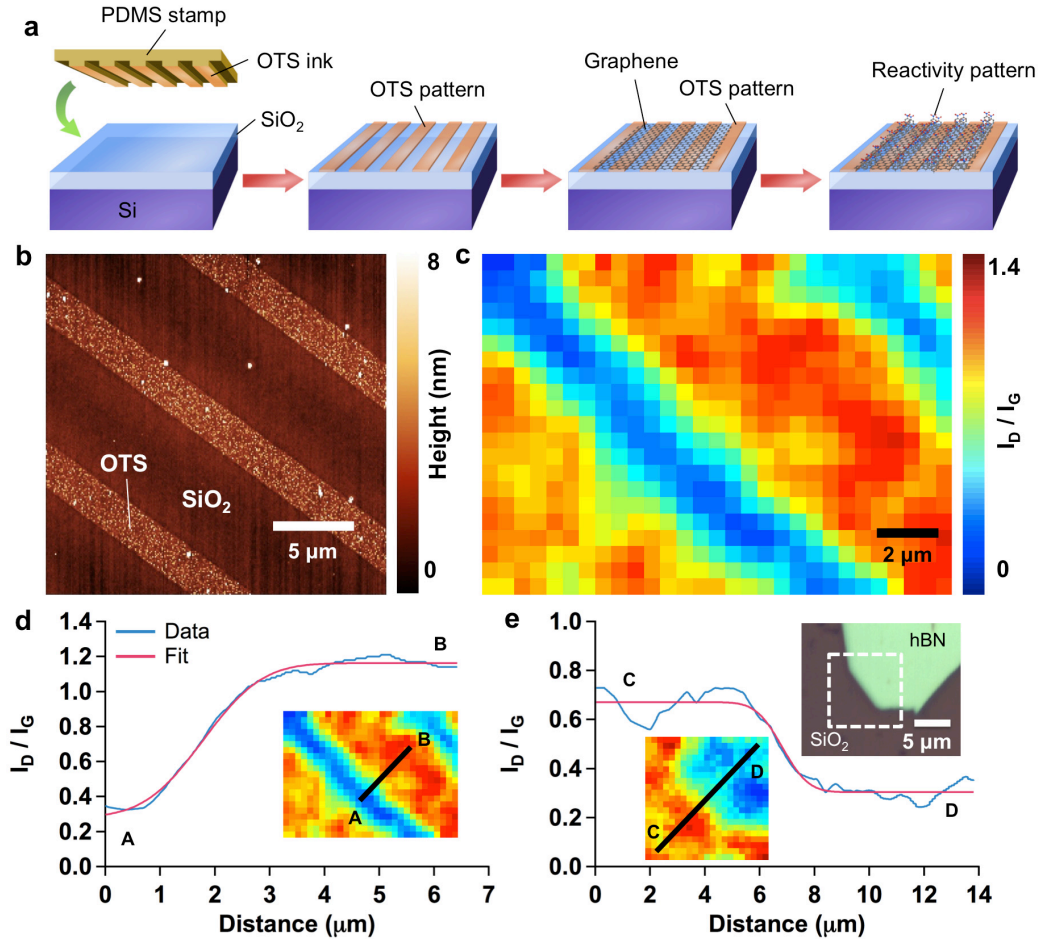 a
PDMS stamp
OTS ink
SiO2
Si
OTS pattern
Graphene
OTS pattern
Reactivity pattern
b
8
Height (nm)
0
OTS
SiO2
5 μm
c
1.4
ID / IG
0
2 μm
d
1.4
1.2
1.0
0.8
0.6
0.4
0.2
0.0
ID / IG
Data
Fit
A
B
A
B
0 1 2 3 4 5 6 7
Distance (μm)
e
1.0
0.8
0.6
0.4
0.2
0.0
ID / IG
C
D
C
D
hBN
SiO2
5 μm
0 2 4 6 8 10 12 14
Distance (μm)